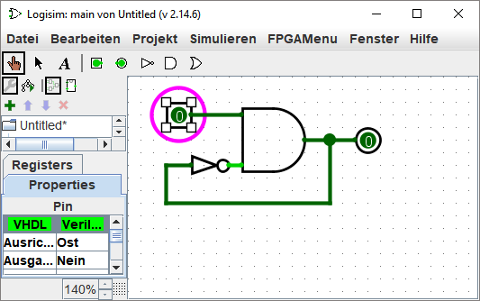 Logisim: main von Untitled (v 2.14.6)
Datei Bearbeiten Projekt Simulieren FPGAMenu Fenster Hilfe
A
Untitled*
Registers
Properties
Pin
VHDL Veril...
Ausric... Ost
Ausga... Nein
140%
0
0